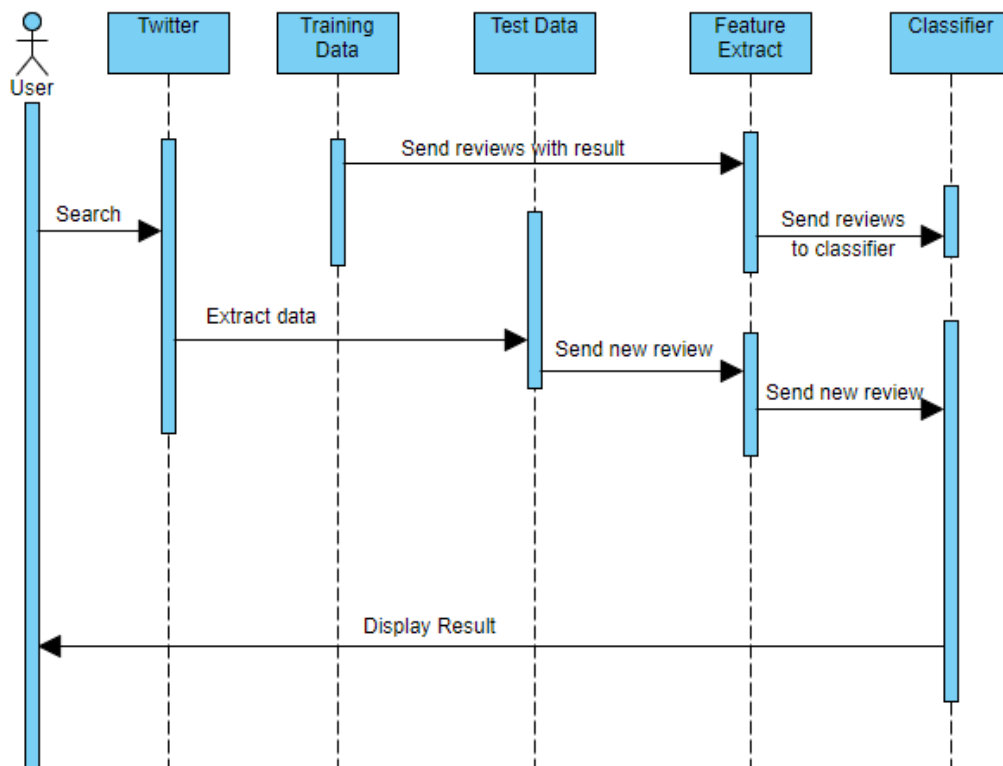 Twitter
Training
Data
Test Data
Feature
Extract
Classifier
User
Send reviews with result
Search
Send reviews
to classifier
Extract data
Send new review
Send new review
Display Result